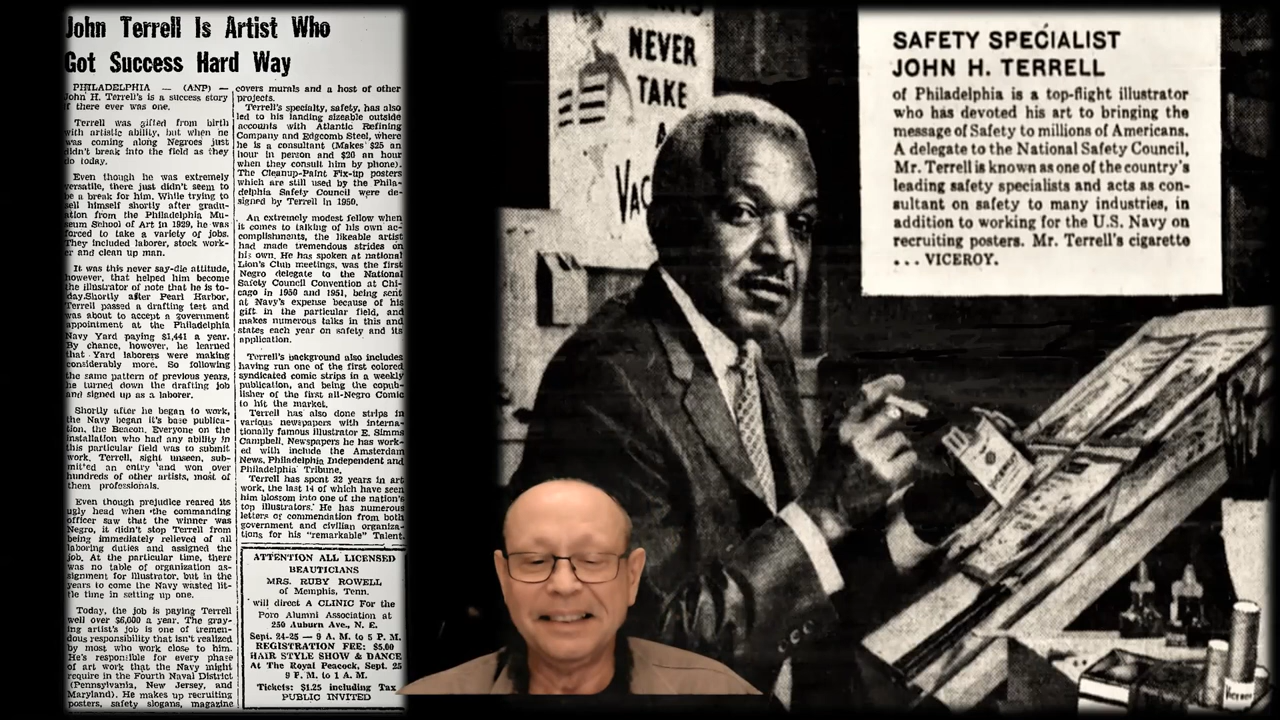 John Terrell Is Artist Who
Got Success Hard Way
PHILADELPHIA — (ANP) —
John H. Terrell's is a success story
if there ever was one.
Terrell was gifted from birth
with artistic ability, but when he
was coming along Negroes just
didn't break into the field as they
do today.
Even though he was extremely
versatile, there just didn't seem to
be a break for him. While trying to
sell himself shortly after gradu-
ation from the Philadelphia Mu-
seum School of Art in 1929, he was
forced to take a variety of jobs.
They included laborer, stock work-
er and clean up man.
It was this never say-die attitude,
however, that helped him become
the illustrator of note that he is to-
day.Shortly after Pearl Harbor,
Terrell passed a drafting test and
was about to accept a government
appointment at the Philadelphia
Navy Yard paying $1,441 a year.
By chance, however, he learned
that Yard laborers were making
considerably more. So following
the same pattern of previous years,
he turned down the drafting job
and signed up as a laborer.
Shortly after he began to work,
the Navy began it's base publica-
tion, the Beacon. Everyone on the
installation who had any ability in
this particular field was to submit
work. Terrell, sight unseen, sub-
mitted an entry and won over
hundreds of other artists, most of
them professionals.
Even though prejudice reared its
ugly head when the commanding
officer saw that the winner was
Negro, it didn't stop Terrell from
being immediately relieved of all
laboring duties and assigned the
job. At the particular time, there
was no table of organization as-
signment for illustrator, but in the
years to come the Navy wasted lit-
tle time in setting up one.
Today, the job is paying Terrell
well over $6,000 a year. The gray-
ing artist's job is one of tremen-
dous responsibility that isn't realized
by most who work close to him.
He's responsible for every phase
of art work that the Navy might
require in the Fourth Naval District
(Pennsylvania, New Jersey, and
Maryland). He makes up recruiting
posters, safety slogans, magazine
covers murals and a host of other
projects.
Terrell's specialty, safety, has also
led to his landing sizeable outside
accounts with Atlantic Refining
Company and Edgcomb Steel, where
he is a consultant (Makes $25 an
hour in person and $20 an hour
when they consult him by phone).
The Cleanup-Paint Fix-up posters
which are still used by the Phila-
delphia Safety Council were de-
signed by Terrell in 1950.
An extremely modest fellow when
it comes to talking of his own ac-
complishments, the likeable artist
had made tremendous strides on
his own. He has spoken at national
Lion's Club meetings, was the first
Negro delegate to the National
Safety Council Convention at Chi-
cago in 1950 and 1951, being sent
at Navy's expense because of his
gift in the particular field, and
makes numerous talks in this and
states each year on safety and its
application.
Terrell's background also includes
having run one of the first colored
syndicated comic strips in a weekly
publication, and being the copub-
lisher of the first all-Negro Comic
to hit the market.
Terrell has also done strips in
various newspapers with interna-
tionally famous illustrator E. Simms
Campbell. Newspapers he has work-
ed with include the Amsterdam
News, Philadelphia Independent and
Philadelphia Tribune.
Terrell has spent 32 years in art
work, the last 14 of which have seen
him blossom into one of the nation's
top illustrators. He has numerous
letters of commendation from both
government and civilian organiza-
tions for his "remarkable" Talent.
ATTENTION ALL LICENSED
BEAUTICIANS
MRS. RUBY ROWELL
of Memphis, Tenn.
will direct A CLINIC For the
Poro Alumni Association at
250 Auburn Ave., N. E.
Sept. 24-25 — 9 A. M. to 5 P. M.
REGISTRATION FEE: $5.00
HAIR STYLE SHOW & DANCE
At The Royal Peacock, Sept. 25
9 P. M. to 1 A. M.
Tickets: $1.25 including Tax
PUBLIC INVITED
NEVER
TAKE
A
SAFETY SPECIALIST
JOHN H. TERRELL
of Philadelphia is a top-flight illustrator
who has devoted his art to bringing the
message of Safety to millions of Americans.
A delegate to the National Safety Council,
Mr. Terrell is known as one of the country's
leading safety specialists and acts as con-
sultant on safety to many industries, in
addition to working for the U.S. Navy on
recruiting posters. Mr. Terrell's cigarette
. . . VICEROY.
VICEROY